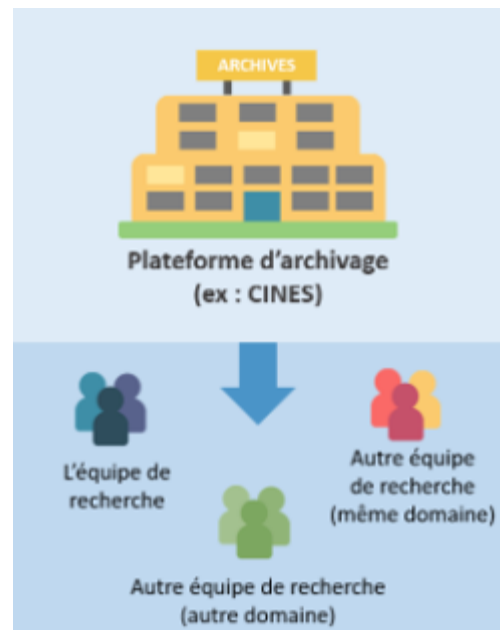 ARCHIVES
Plateforme d'archivage
(ex : CINES)
L'équipe de
recherche
Autre équipe
de recherche
(même domaine)
Autre équipe de recherche
(autre domaine)